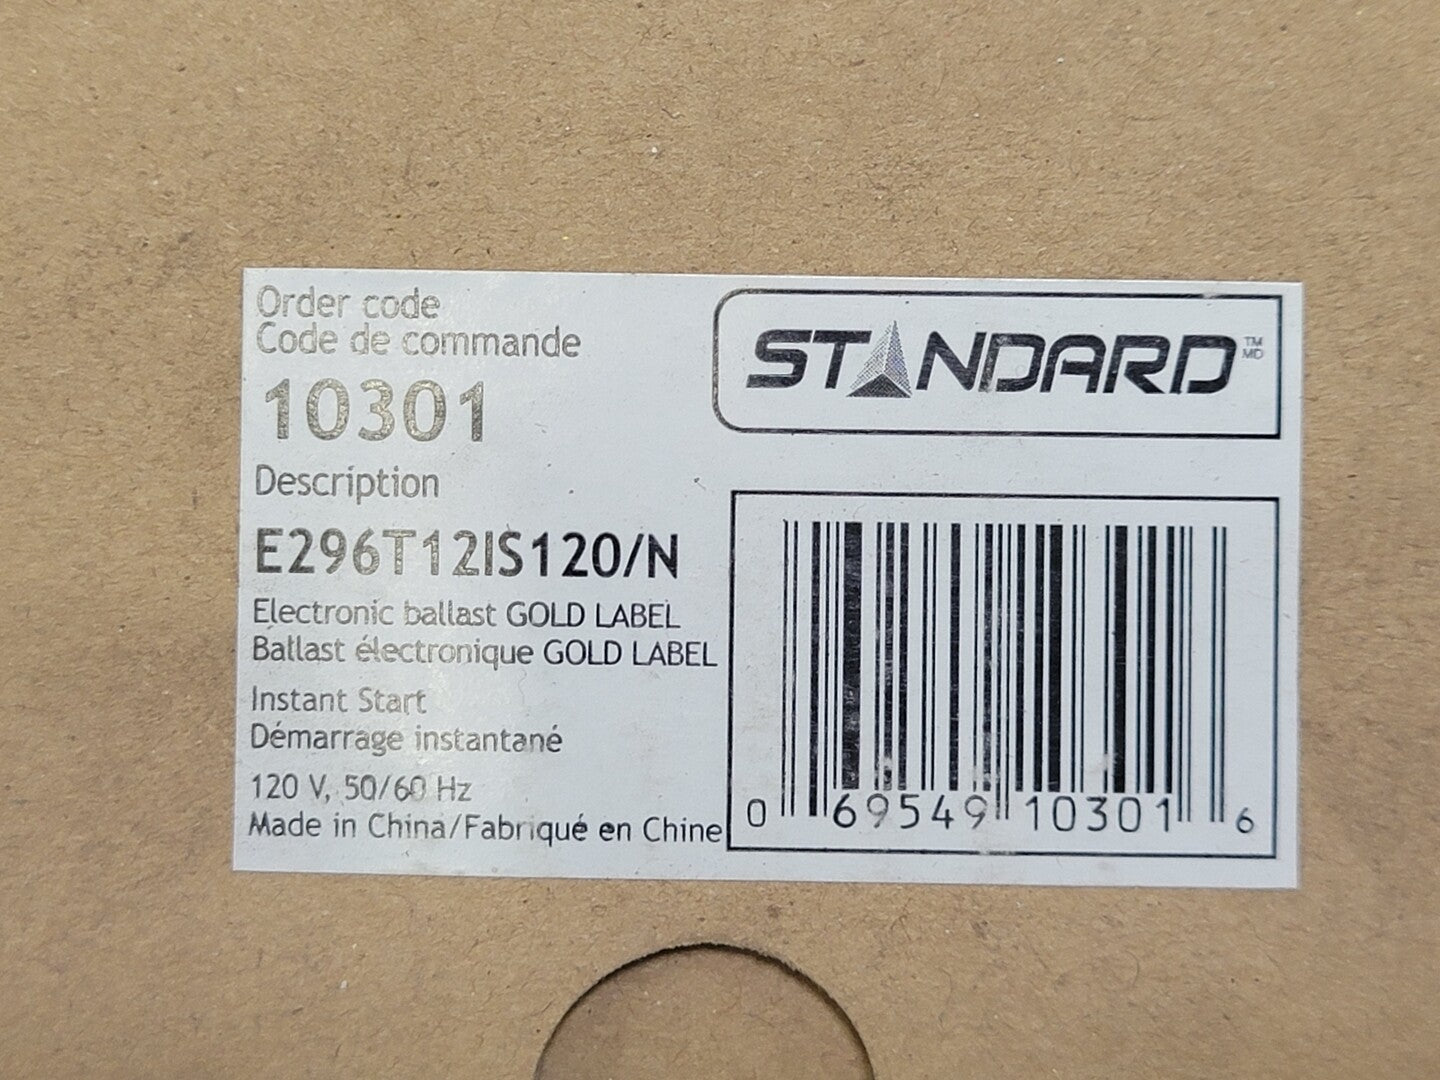 Order code
Code de commande
10301
Description
E296T12IS120/N
Electronic ballast GOLD LABEL
Ballast électronique GOLD LABEL
Instant Start
Démarrage instantané
120 V, 50/60 Hz
Made in China/Fabriqué en Chine
STANDARD TM
MD
0 69549 10301 6